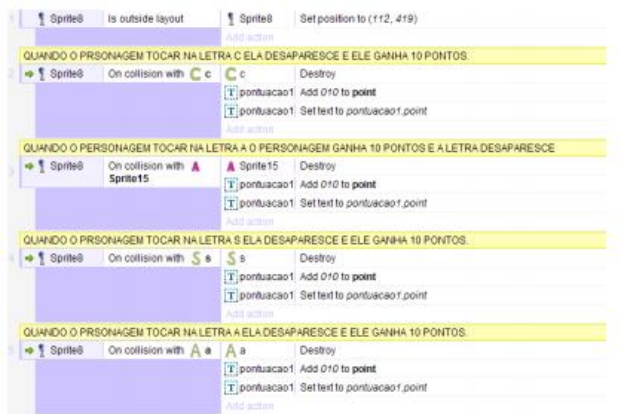 1 Sprite8 Is outside layout Sprite8 Set position to (112, 419)
Add action
QUANDO O PRSONAGEM TOCAR NA LETRA C ELA DESAPARESCE E ELE GANHA 10 PONTOS.
2 Sprite8 On collision with C c C c Destroy
T pontuacao1 Add 010 to point
T pontuacao1 Set text to pontuacao1.point
Add action
QUANDO O PERSONAGEM TOCAR NA LETRA A O PERSONAGEM GANHA 10 PONTOS E A LETRA DESAPARESCE
3 Sprite8 On collision with A A Sprite15 Destroy
Sprite15 T pontuacao1 Add 010 to point
T pontuacao1 Set text to pontuacao1.point
Add action
QUANDO O PRSONAGEM TOCAR NA LETRA S ELA DESAPARESCE E ELE GANHA 10 PONTOS.
4 Sprite8 On collision with S s S s Destroy
T pontuacao1 Add 010 to point
T pontuacao1 Set text to pontuacao1.point
Add action
QUANDO O PRSONAGEM TOCAR NA LETRA A ELA DESAPARESCE E ELE GANHA 10 PONTOS.
5 Sprite8 On collision with A a A a Destroy
T pontuacao1 Add 010 to point
T pontuacao1 Set text to pontuacao1.point
Add action